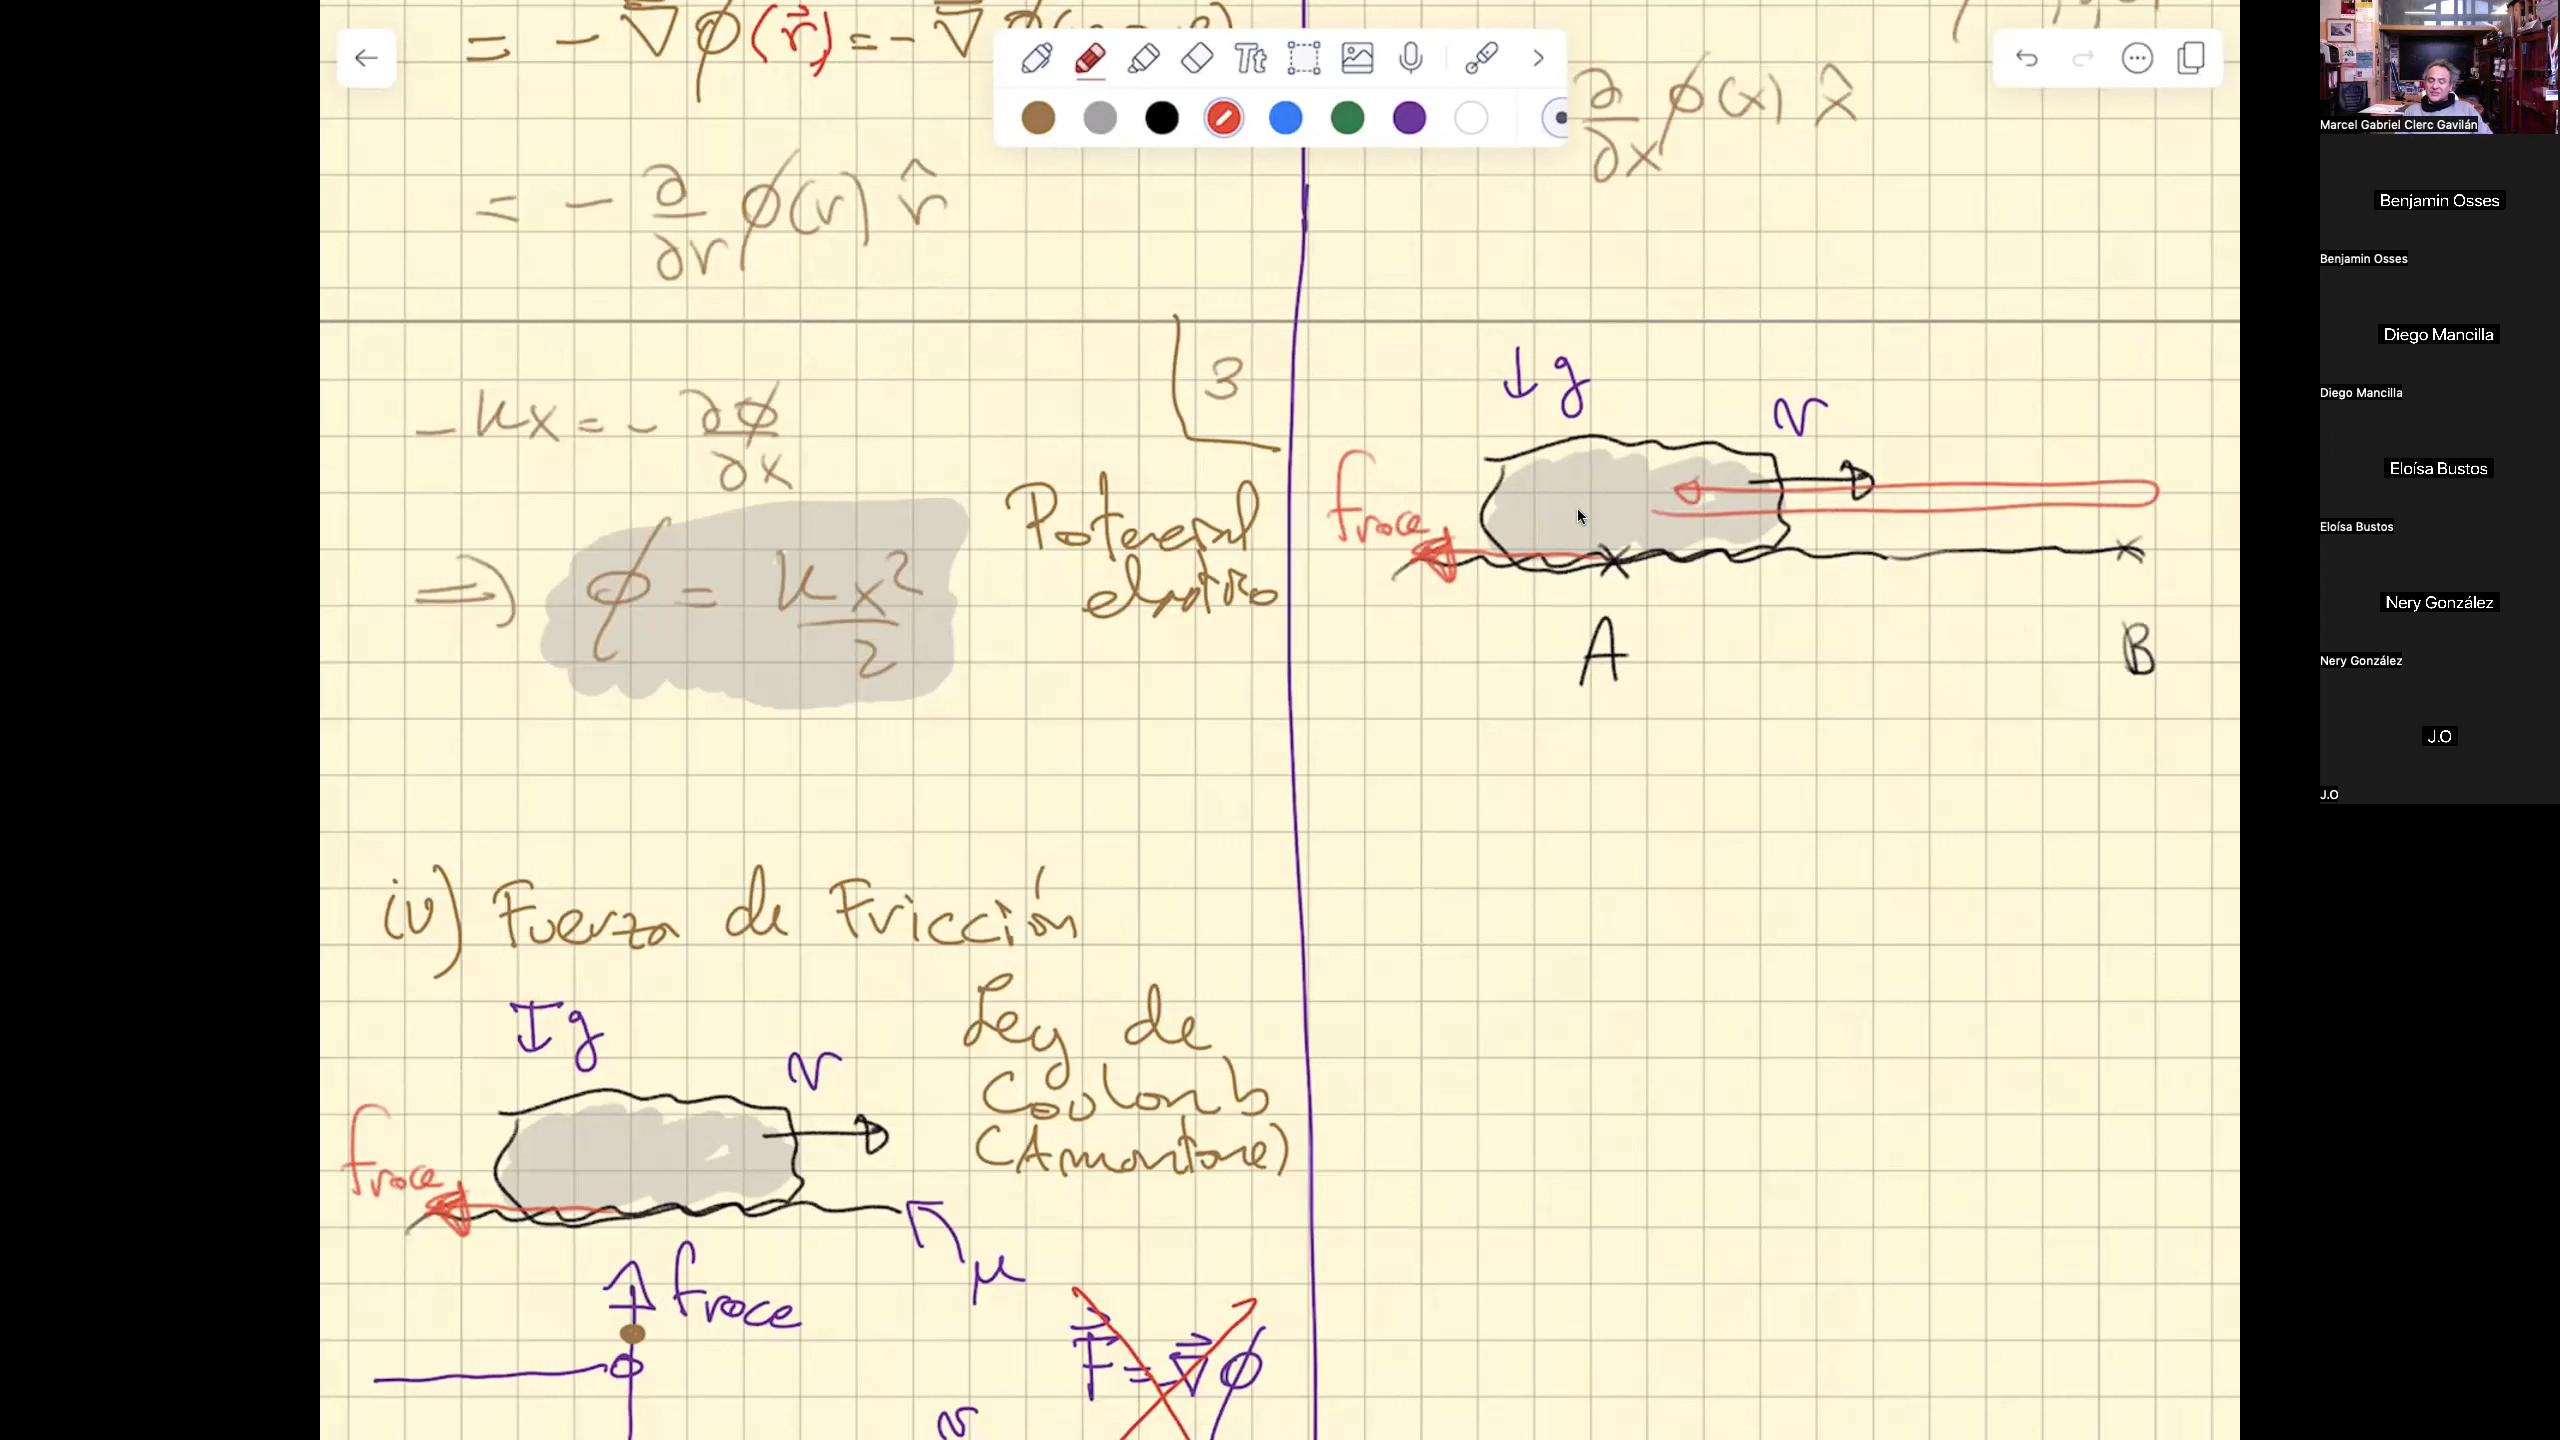 = - ∇ϕ(r⃗) = - ∇
= - ∂/∂r ϕ(r) r̂
3
-kx = - ∂ϕ/∂x
⇒ ϕ = kx²/2
Potencial
elástico
iv) Fuerza de Fricción
↓ g
v
Ley de
Coulomb
froce
μ
froce
F⃗ = -∇⃗ϕ
v
Tt
∂/∂x ϕ(x) x̂
↓ g
v
froce
A
B
Marcel Gabriel Clerc Gavilán
Benjamin Osses
Benjamin Osses
Diego Mancilla
Diego Mancilla
Eloísa Bustos
Eloísa Bustos
Nery González
Nery González
J.O
J.O